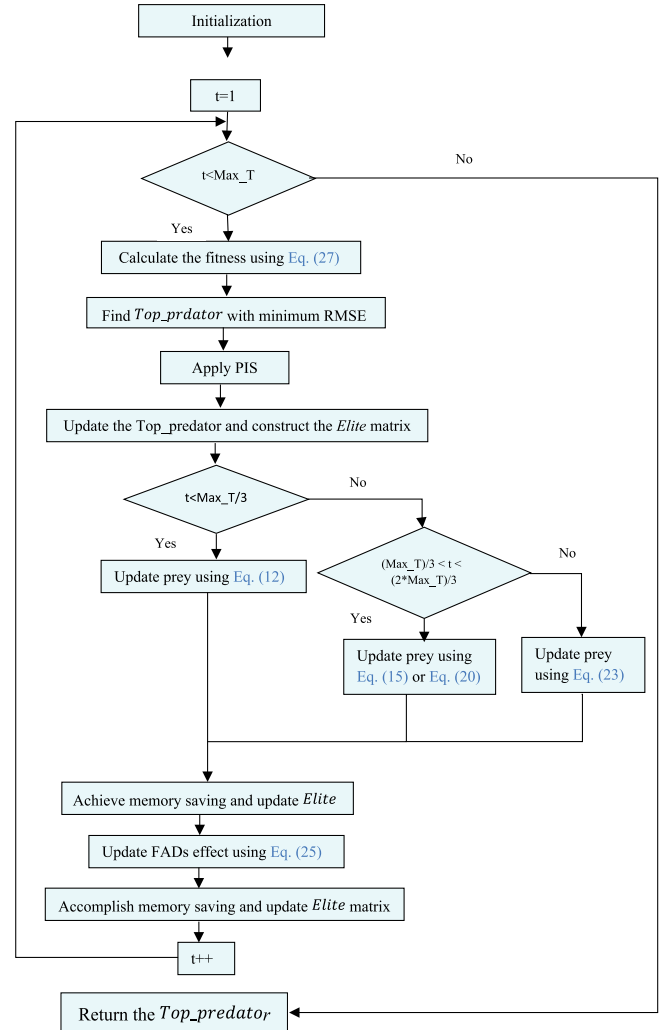 Initialization
t=1
t<Max_T
No
Yes
Calculate the fitness using Eq. (27)
Find Top_prdator with minimum RMSE
Apply PIS
Update the Top_predator and construct the Elite matrix
t<Max_T/3
No
Yes
Update prey using Eq. (12)
(Max_T)/3 < t <
(2*Max_T)/3
No
Yes
Update prey using
Eq. (15) or Eq. (20)
Update prey
using Eq. (23)
Achieve memory saving and update Elite
Update FADs effect using Eq. (25)
Accomplish memory saving and update Elite matrix
t++
Return the Top_predator